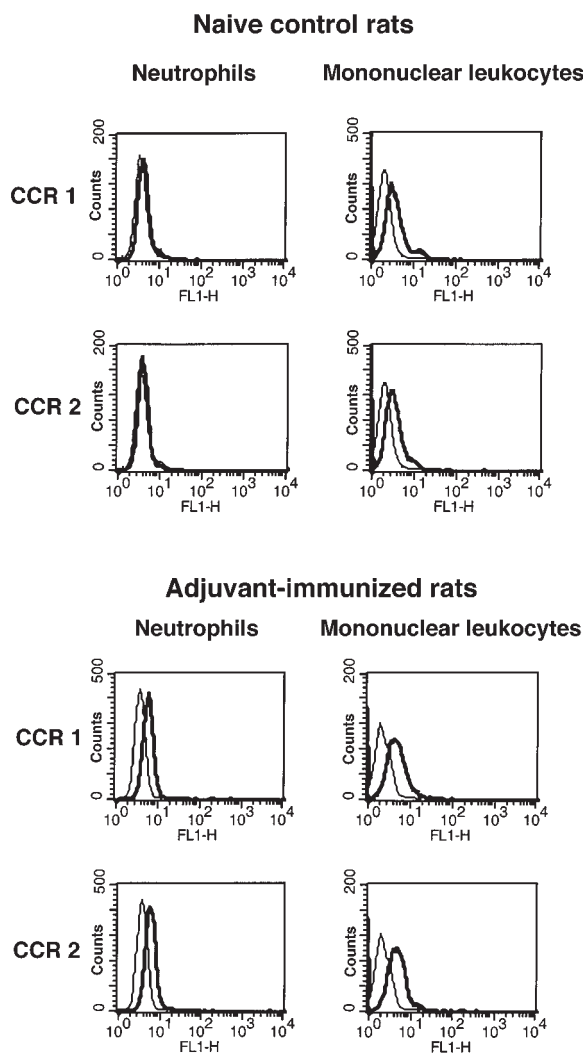 Naive control rats
Neutrophils Mononuclear leukocytes
CCR 1
200
Counts
0
10^0 10^1 10^2 10^3 10^4
FL1-H
500
Counts
0
10^0 10^1 10^2 10^3 10^4
FL1-H
CCR 2
200
Counts
0
10^0 10^1 10^2 10^3 10^4
FL1-H
500
Counts
0
10^0 10^1 10^2 10^3 10^4
FL1-H
Adjuvant-immunized rats
Neutrophils Mononuclear leukocytes
CCR 1
500
Counts
0
10^0 10^1 10^2 10^3 10^4
FL1-H
200
Counts
0
10^0 10^1 10^2 10^3 10^4
FL1-H
CCR 2
500
Counts
0
10^0 10^1 10^2 10^3 10^4
FL1-H
200
Counts
0
10^0 10^1 10^2 10^3 10^4
FL1-H